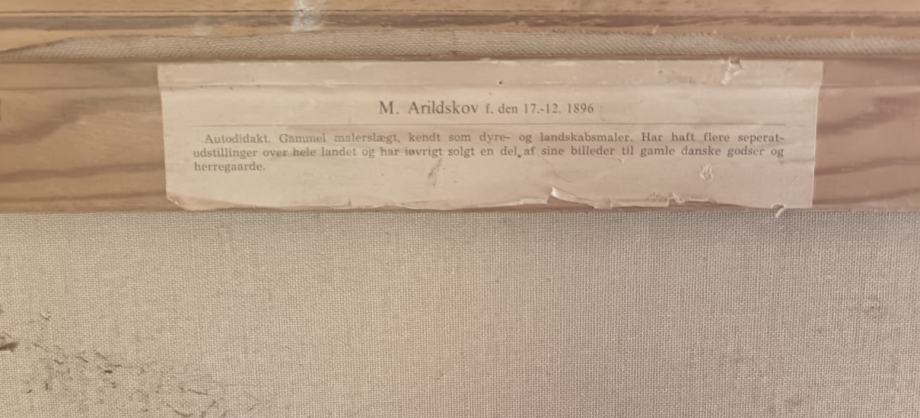 M. Arildskov f. den 17.-12. 1896
Autodidakt. Gammel malerslægt, kendt som dyre- og landskabsmaler. Har haft flere seperat-
udstillinger over hele landet og har iøvrigt solgt en del af sine billeder til gamle danske godser og
herregaarde.